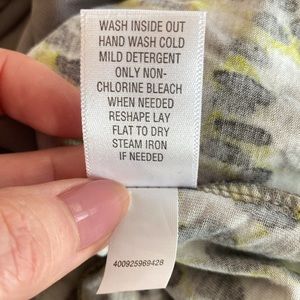 WASH INSIDE OUT
HAND WASH COLD
MILD DETERGENT
ONLY NON-
CHLORINE BLEACH
WHEN NEEDED
RESHAPE LAY
FLAT TO DRY
STEAM IRON
IF NEEDED
400925969428